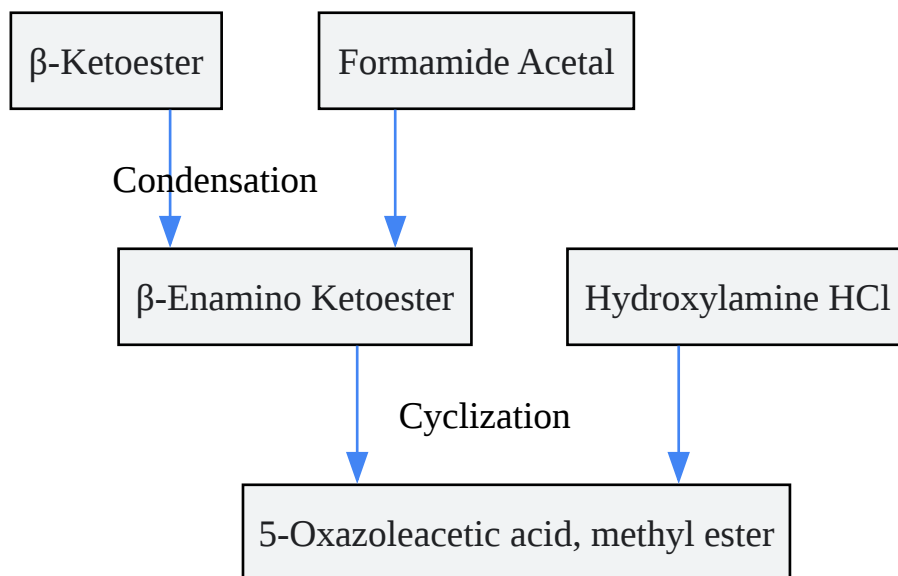 β-Ketoester
Formamide Acetal
Condensation
β-Enamino Ketoester
Hydroxylamine HCl
Cyclization
5-Oxazoleacetic acid, methyl ester